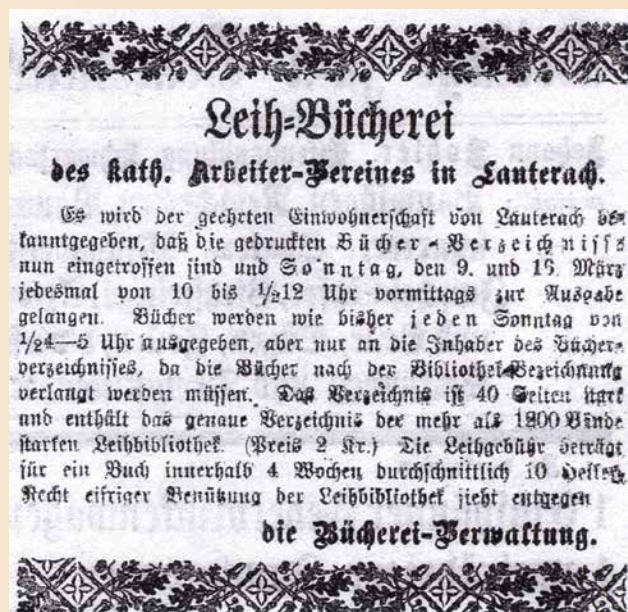 Leih-Bücherei
des kath. Arbeiter-Vereines in Lauterach.
Es wird der geehrten Einwohnerschaft von Lauterach be-
kanntgegeben, daß die gedruckten Bücher-Verzeichnisse
nun eingetroffen sind und Sonntag, den 9. und 16. März
jedesmal von 10 bis ½12 Uhr vormittags zur Ausgabe
gelangen. Bücher werden wie bisher jeden Sonntag von
½4—5 Uhr ausgegeben, aber nur an die Inhaber des Bücher-
verzeichnisses, da die Bücher nach der Bibliothek-Bezeichnung
verlangt werden müssen. Das Verzeichnis ist 40 Seiten stark
und enthält das genaue Verzeichnis der mehr als Bände
starken Leihbibliothek. (Preis 2 Kr.) Die Leihgebühr beträgt
für ein Buch innerhalb 4 Wochen durchschnittlich 10 Heller.
Recht eifriger Benützung der Leihbibliothek sieht entgegen
die Bücherei-Verwaltung.